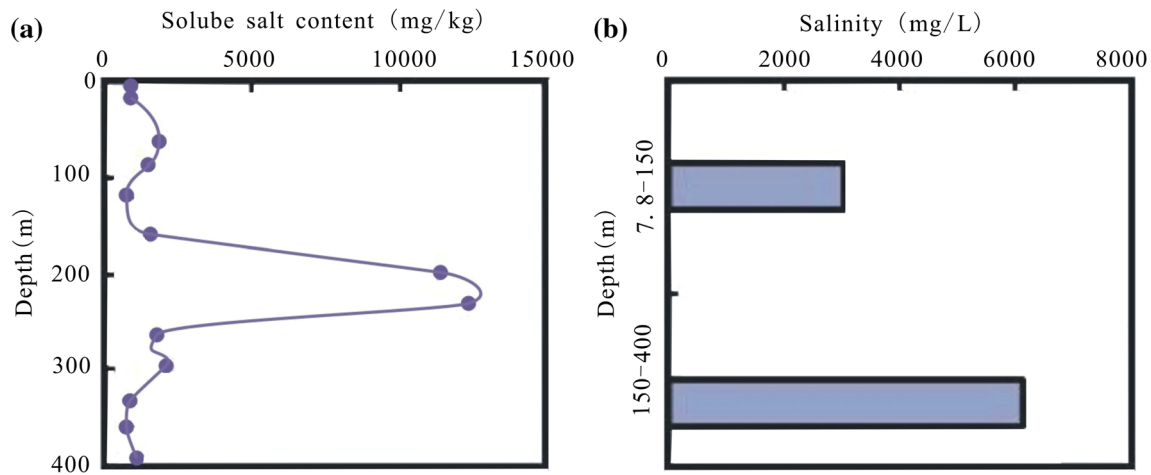 (a)
Solube salt content (mg/kg)
0 5000 10000 15000
0
100
200
300
400
Depth(m)
(b)
Salinity (mg/L)
0 2000 4000 6000 8000
7. 8-150
150-400
Depth(m)